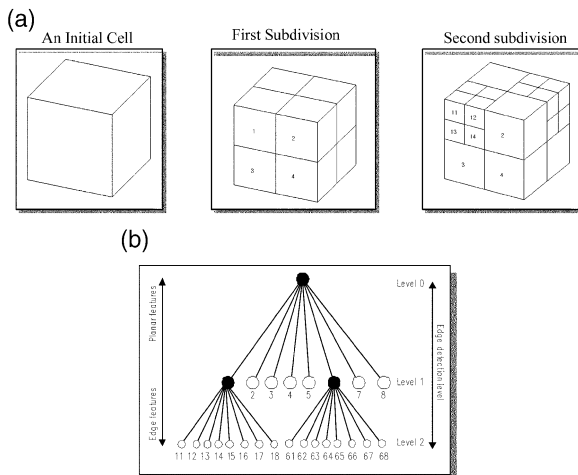 (a)
An Initial Cell
First Subdivision
Second subdivision
1
2
3
4
11
12
13
14
2
3
4
(b)
Planar features
Edge features
Level 0
Level 1
Level 2
Edge detection level
2 3 4 5 7 8
11 12 13 14 15 16 17 18 61 62 63 64 65 66 67 68